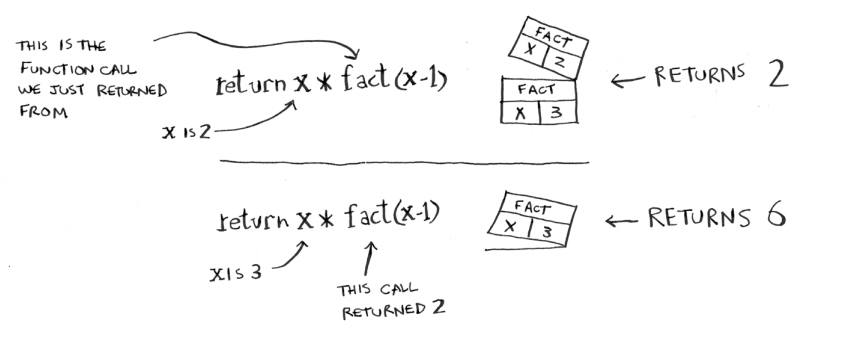 THIS IS THE
FUNCTION CALL
WE JUST RETURNED
FROM
return x * fact(x-1)
x IS 2
FACT
X 2
FACT
X 3
← RETURNS 2
return x * fact(x-1)
X IS 3
THIS CALL
RETURNED 2
FACT
X 3
← RETURNS 6